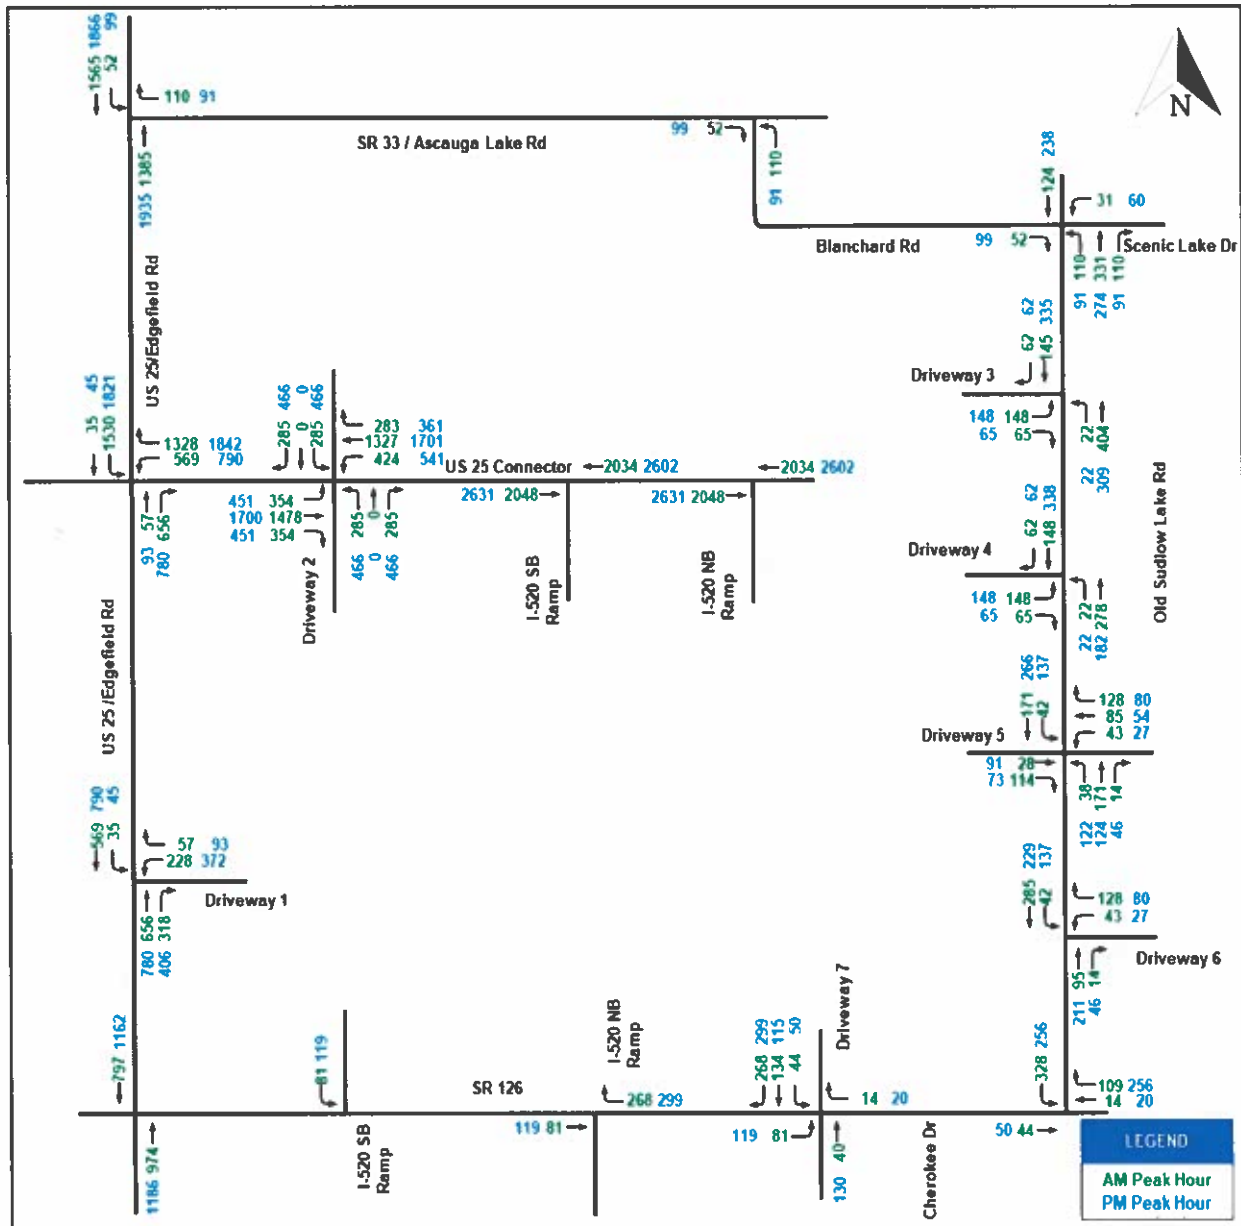 1565 1866
52 99
110 91
SR 33 / Ascauga Lake Rd
99 52
91 110
N
124 238
31 60
1935 1385
Blanchard Rd
99 52
Scenic Lake Dr
91 110
274 331
91 110
US 25/Edgefield Rd
62 62
335 145
Driveway 3
148 148
65 65
22 22
309 404
35 45
1530 1821
1328 1842
569 790
285 466
0 0
285 466
283 361
1327 1701
424 541
US 25 Connector
2034 2602
2034 2602
451 354
1700 1478
451 354
2631 2048
2631 2048
93 57
780 656
466 285
0 0
466 285
Driveway 2
I-520 SB
Ramp
I-520 NB
Ramp
Old Sudlow Lake Rd
62 62
338 148
Driveway 4
148 148
65 65
22 22
182 278
US 25 /Edgefield Rd
266 171
137 42
128 80
85 54
43 27
Driveway 5
91 28
73 114
122 38
124 171
46 14
569 790
35 45
57 93
228 372
Driveway 1
780 656
406 318
229 285
137 42
128 80
43 27
Driveway 6
211 95
46 14
797 1162
81 119
SR 126
I-520 NB
Ramp
268 299
268 299
134 115
44 50
Driveway 7
14 20
328 256
109 256
14 20
1186 974
I-520 SB
Ramp
119 81
119 81
130 40
Cherokee Dr
50 44
LEGEND
AM Peak Hour
PM Peak Hour